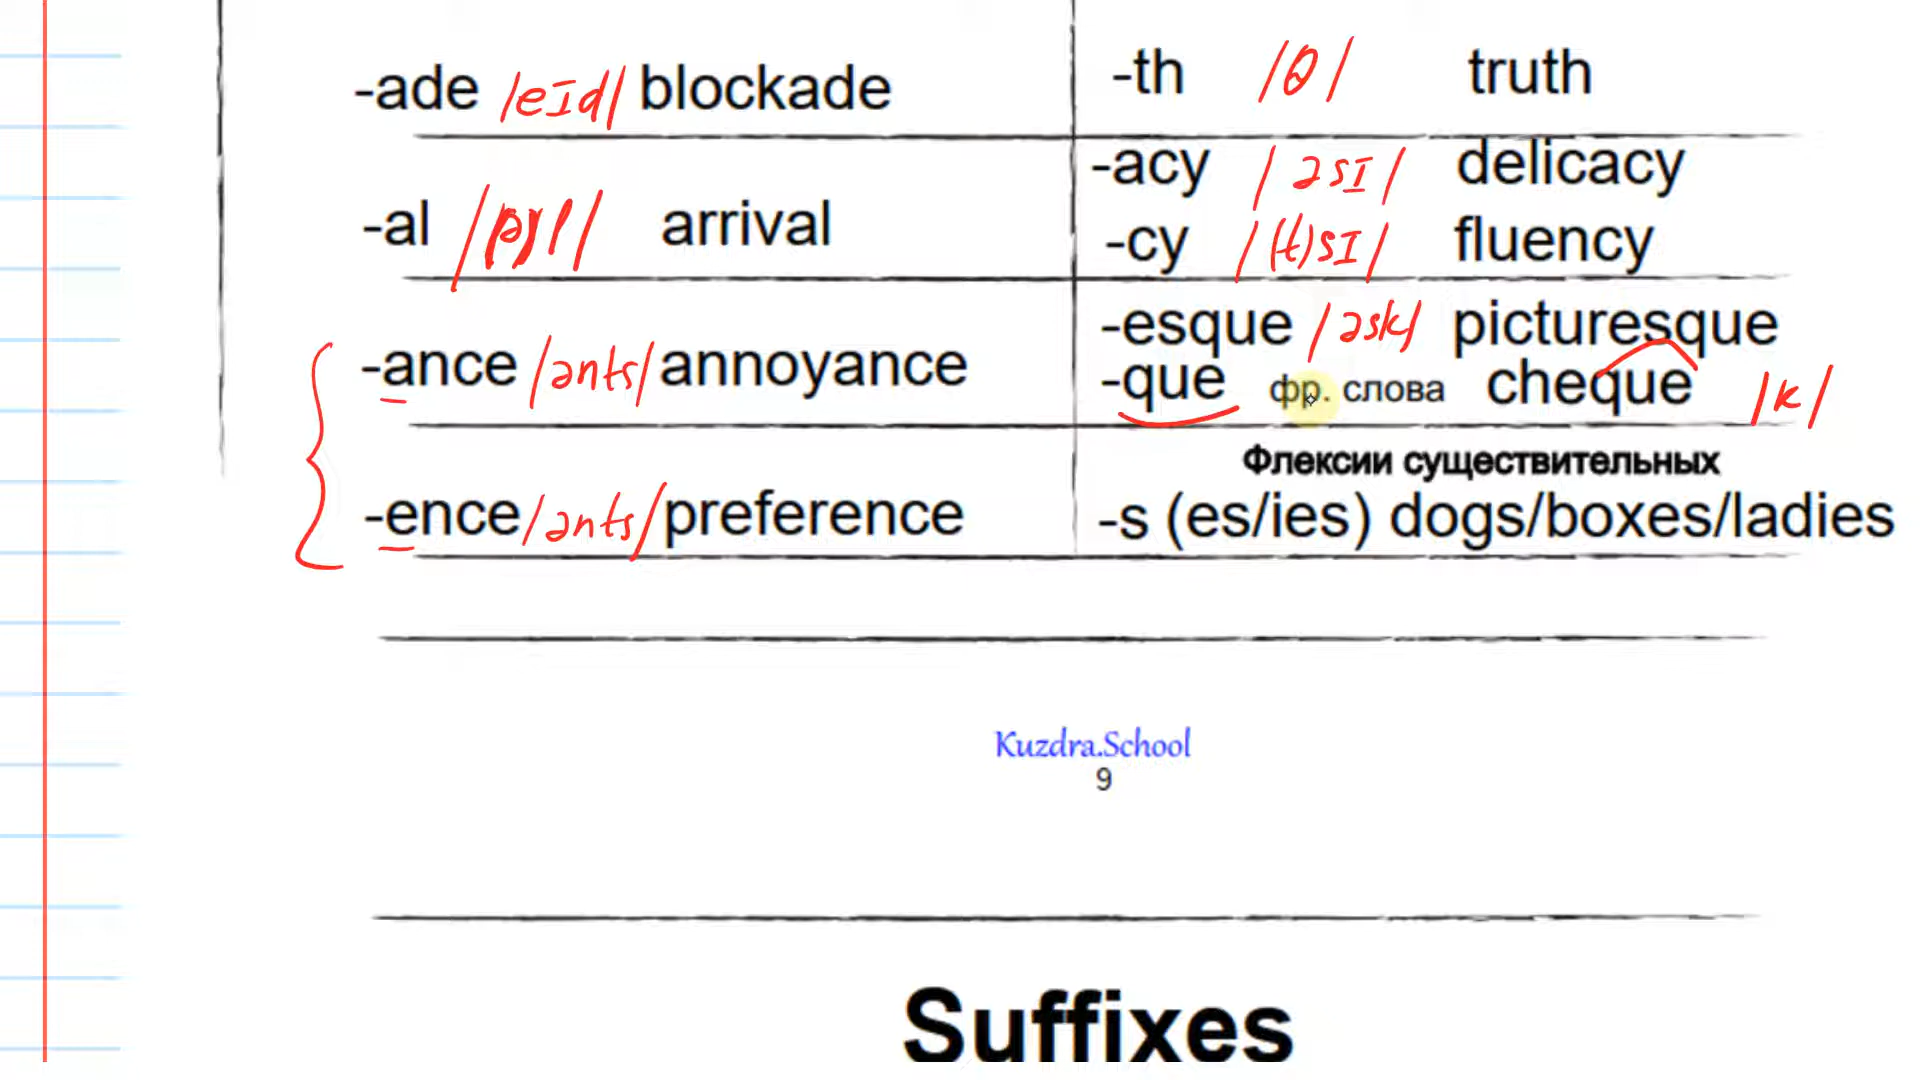 -ade /eɪd/ blockade
-al /(ə)l/ arrival
-ance /ənts/ annoyance
-ence /ənts/ preference
-th /θ/ truth
-acy /əsɪ/ delicacy
-cy /(t)sɪ/ fluency
-esque /əsk/ picturesque
-que фр. слова cheque /k/
Флексии существительных
-s (es/ies) dogs/boxes/ladies
Kuzdra.School
9
Suffixes